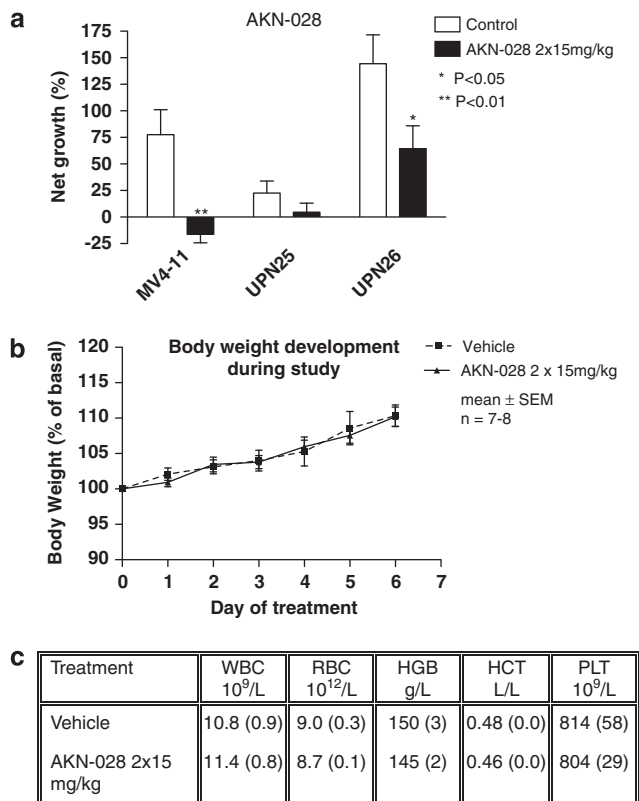 a
AKN-028
Control
AKN-028 2x15mg/kg
* P<0.05
** P<0.01
Net growth (%)
175
150
125
100
75
50
25
0
-25
**
*
MV4-11
UPN25
UPN26
b
Body weight development
during study
Vehicle
AKN-028 2 x 15mg/kg
mean ± SEM
n = 7-8
Body Weight (% of basal)
120
115
110
105
100
95
90
0 1 2 3 4 5 6 7
Day of treatment
c
Treatment WBC RBC HGB HCT PLT
10⁹/L 10¹²/L g/L L/L 10⁹/L
Vehicle 10.8 (0.9) 9.0 (0.3) 150 (3) 0.48 (0.0) 814 (58)
AKN-028 2x15 11.4 (0.8) 8.7 (0.1) 145 (2) 0.46 (0.0) 804 (29)
mg/kg